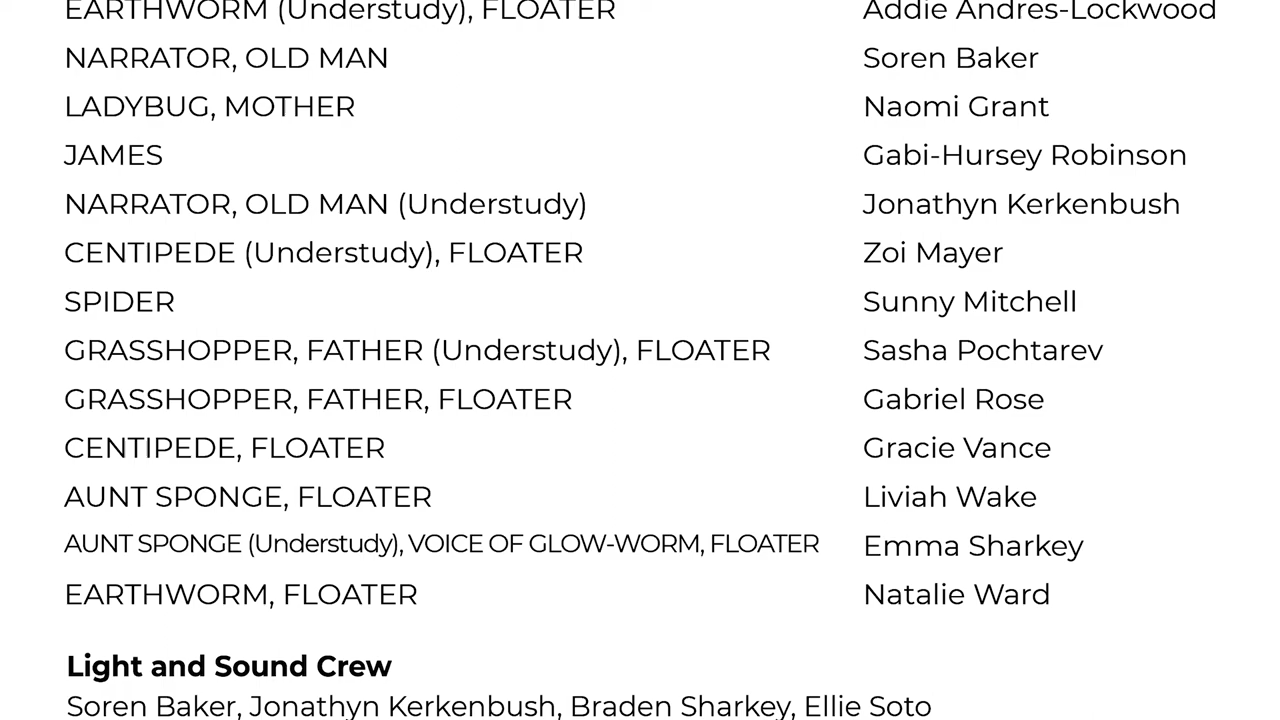 EARTHWORM (Understudy), FLOATER Addie Andres-Lockwood
NARRATOR, OLD MAN Soren Baker
LADYBUG, MOTHER Naomi Grant
JAMES Gabi-Hursey Robinson
NARRATOR, OLD MAN (Understudy) Jonathyn Kerkenbush
CENTIPEDE (Understudy), FLOATER Zoi Mayer
SPIDER Sunny Mitchell
GRASSHOPPER, FATHER (Understudy), FLOATER Sasha Pochtarev
GRASSHOPPER, FATHER, FLOATER Gabriel Rose
CENTIPEDE, FLOATER Gracie Vance
AUNT SPONGE, FLOATER Liviah Wake
AUNT SPONGE (Understudy), VOICE OF GLOW-WORM, FLOATER Emma Sharkey
EARTHWORM, FLOATER Natalie Ward
Light and Sound Crew
Soren Baker, Jonathyn Kerkenbush, Braden Sharkey, Ellie Soto